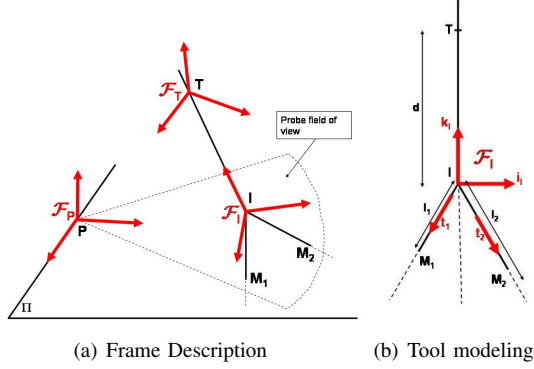 T
F_T
Probe field of
view
F_P
P
I
F_I
M_2
M_1
Π
(a) Frame Description
T
d
k_I
F_I
I
i_I
l_1
l_2
t_1
t_2
M_1
M_2
(b) Tool modeling